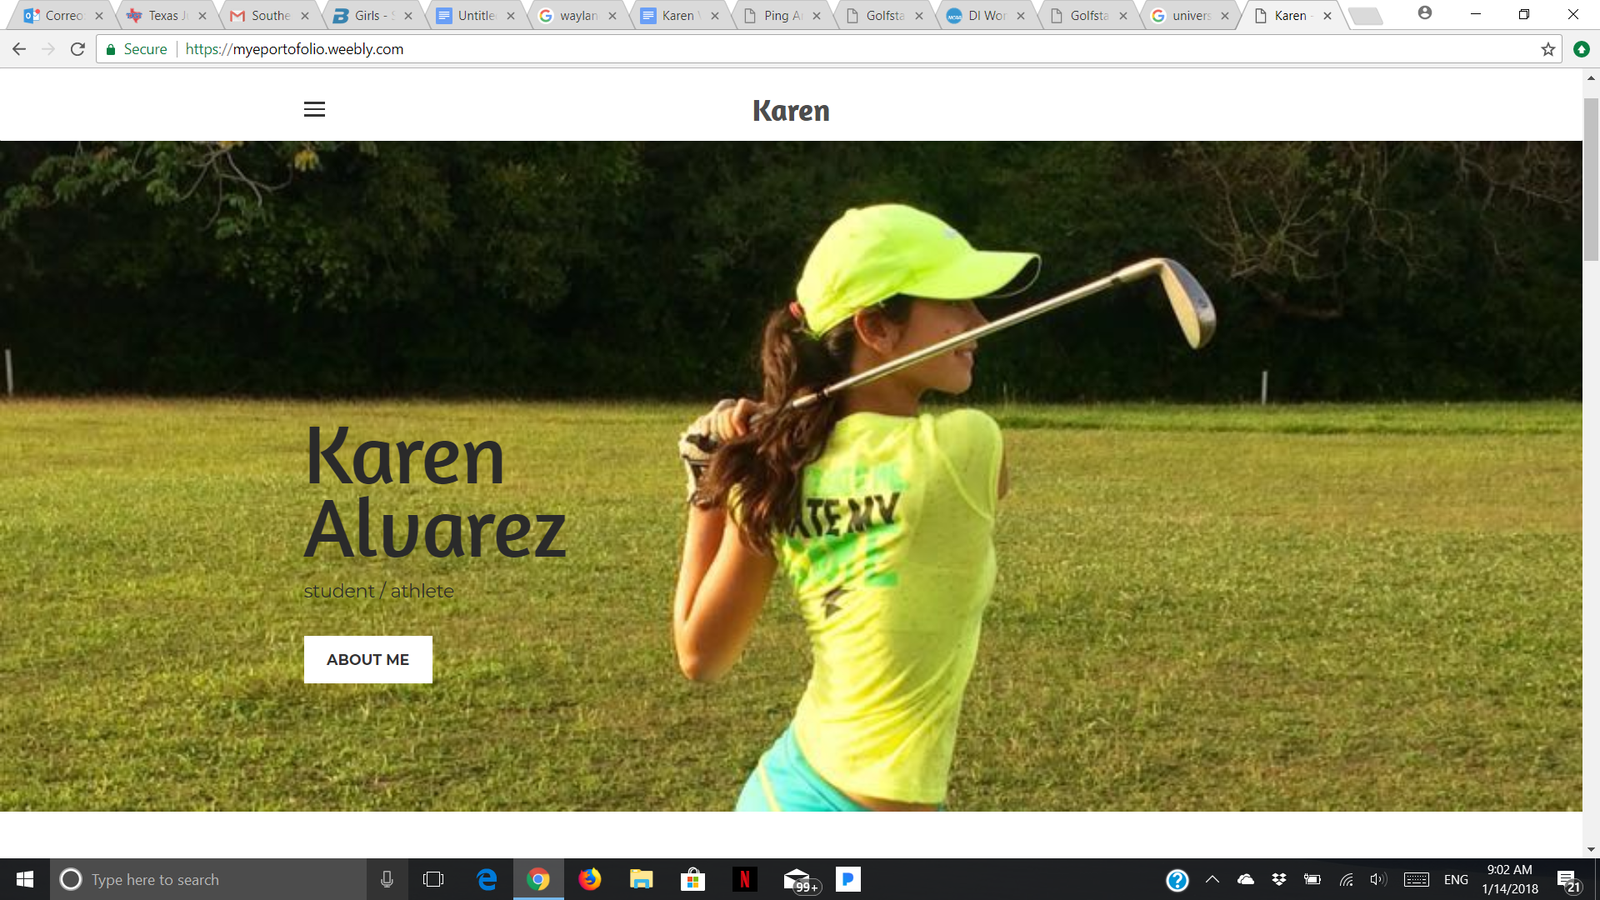 Correo
Texas J
Southe
Girls - S
Untitle
waylan
Karen
Ping A
Golfsta
DI Wor
Golfsta
univers
Karen -
Secure
https://myeportofolio.weebly.com
Karen
Karen
Alvarez
student / athlete
ABOUT ME
ATE MY
Type here to search
99+
ENG
9:02 AM
1/14/2018
21